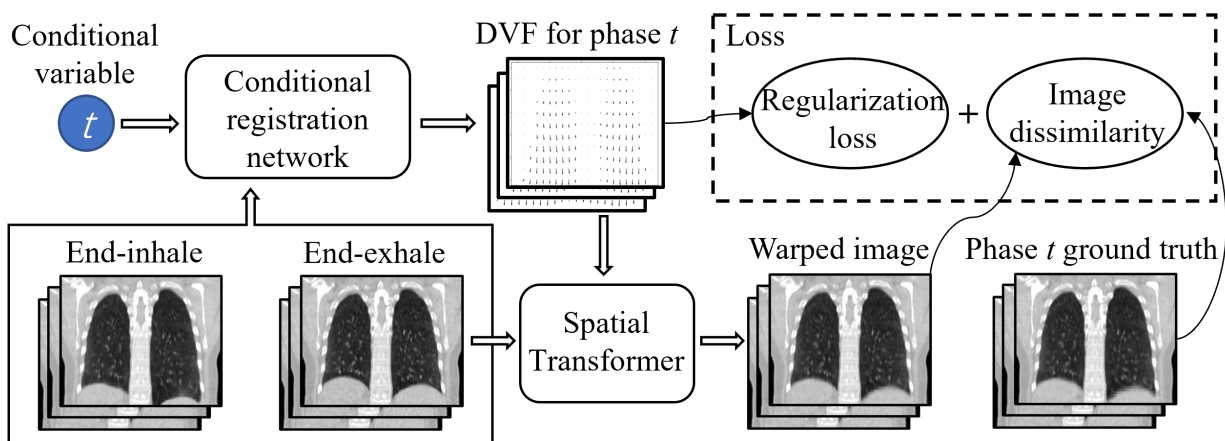 Conditional
variable
t
Conditional
registration
network
DVF for phase t
Loss
Regularization
loss
+
Image
dissimilarity
End-inhale
End-exhale
Spatial
Transformer
Warped image
Phase t ground truth